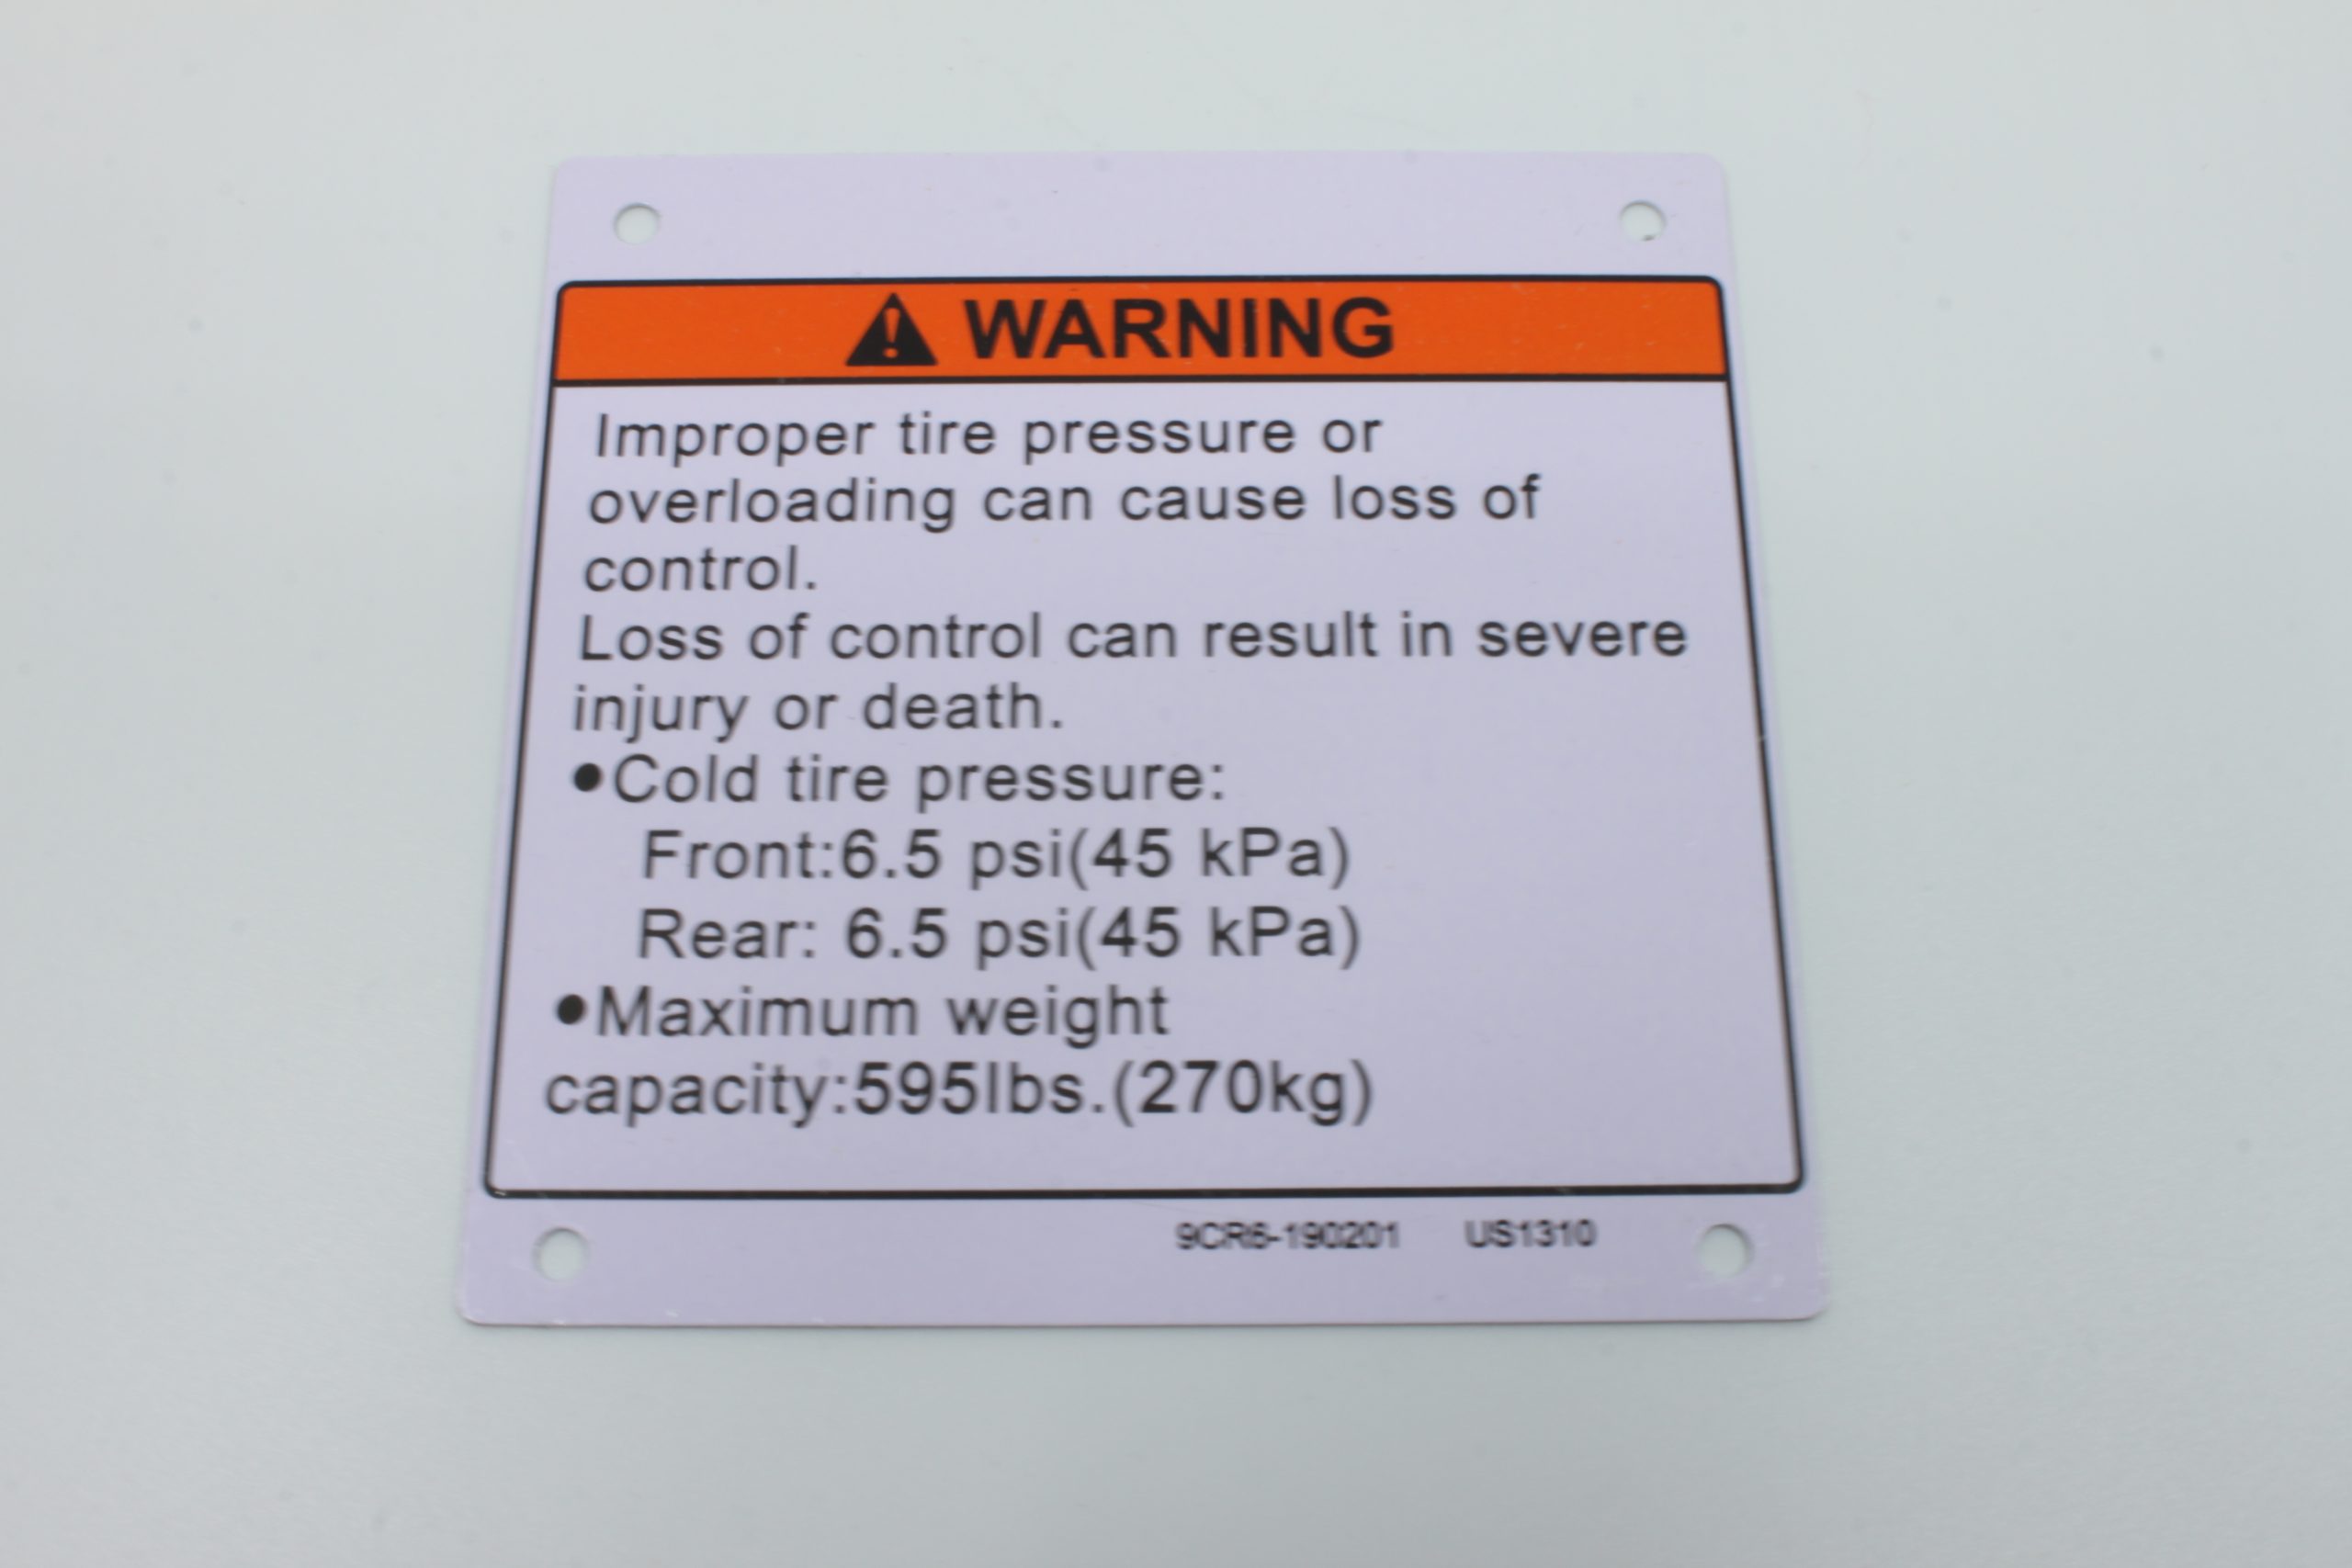 WARNING
Improper tire pressure or
overloading can cause loss of
control.
Loss of control can result in severe
injury or death.
●Cold tire pressure:
Front:6.5 psi(45 kPa)
Rear: 6.5 psi(45 kPa)
●Maximum weight
capacity:595lbs.(270kg)
9CR6-190201 US1310